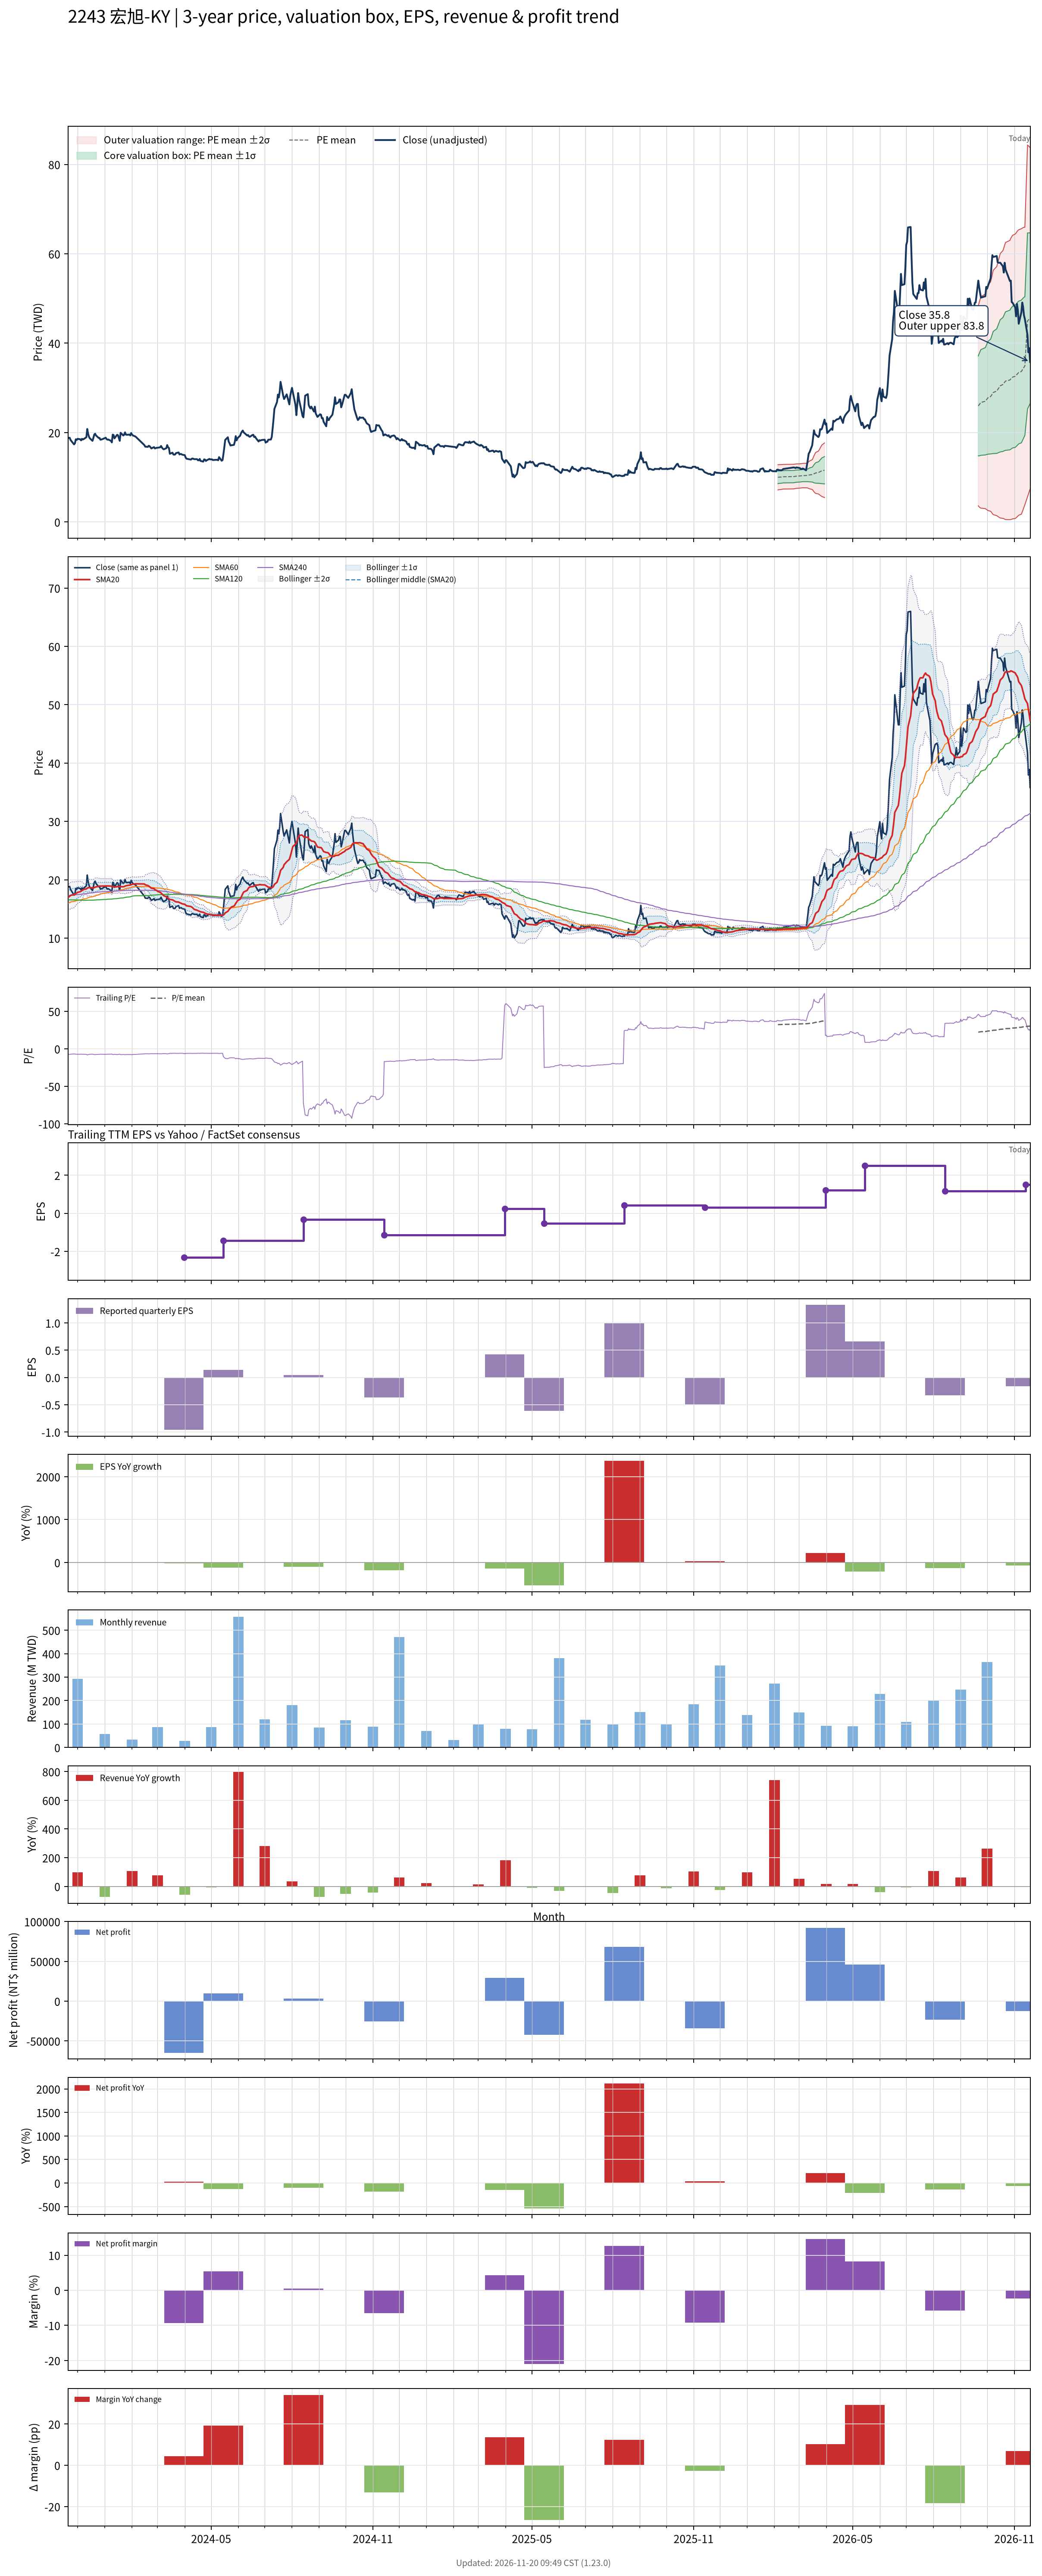 2243 宏旭-KY | 3-year price, valuation box, EPS, revenue & profit trend
Outer valuation range: PE mean ±2σ
Core valuation box: PE mean ±1σ
PE mean
Close (unadjusted)
Today
80
60
40
20
0
Price (TWD)
Close 35.8
Outer upper 83.8
Close (same as panel 1)
SMA20
SMA60
SMA120
SMA240
Bollinger ±2σ
Bollinger ±1σ
Bollinger middle (SMA20)
70
60
50
40
30
20
10
Price
Trailing P/E
P/E mean
50
0
-50
-100
P/E
Trailing TTM EPS vs Yahoo / FactSet consensus
Today
2
0
-2
EPS
Reported quarterly EPS
1.0
0.5
0.0
-0.5
-1.0
EPS
EPS YoY growth
2000
1000
0
YoY (%)
Monthly revenue
500
400
300
200
100
0
Revenue (M TWD)
Revenue YoY growth
800
600
400
200
0
YoY (%)
Month
Net profit
100000
50000
0
-50000
Net profit (NT$ million)
Net profit YoY
2000
1500
1000
500
0
-500
YoY (%)
Net profit margin
10
0
-10
-20
Margin (%)
Margin YoY change
20
0
-20
Δ margin (pp)
2024-05
2024-11
2025-05
2025-11
2026-05
2026-11
Updated: 2026-11-20 09:49 CST (1.23.0)